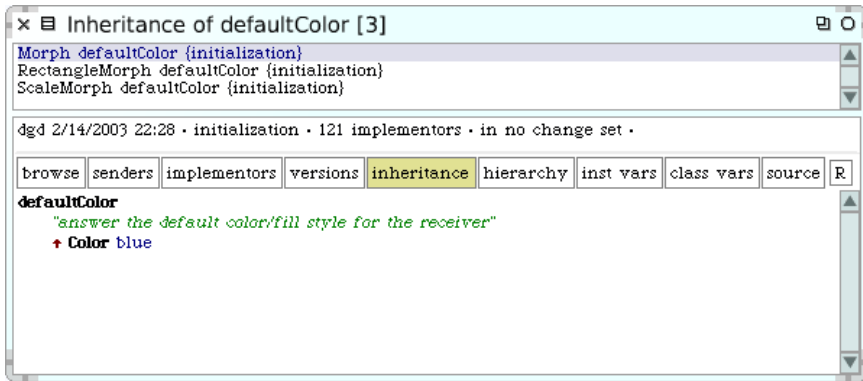 Inheritance of defaultColor [3]
Morph defaultColor {initialization}
RectangleMorph defaultColor {initialization}
ScaleMorph defaultColor {initialization}
dgd 2/14/2003 22:28 · initialization · 121 implementors · in no change set ·
browse senders implementors versions inheritance hierarchy inst vars class vars source R
defaultColor
"answer the default color/fill style for the receiver"
↑ Color blue